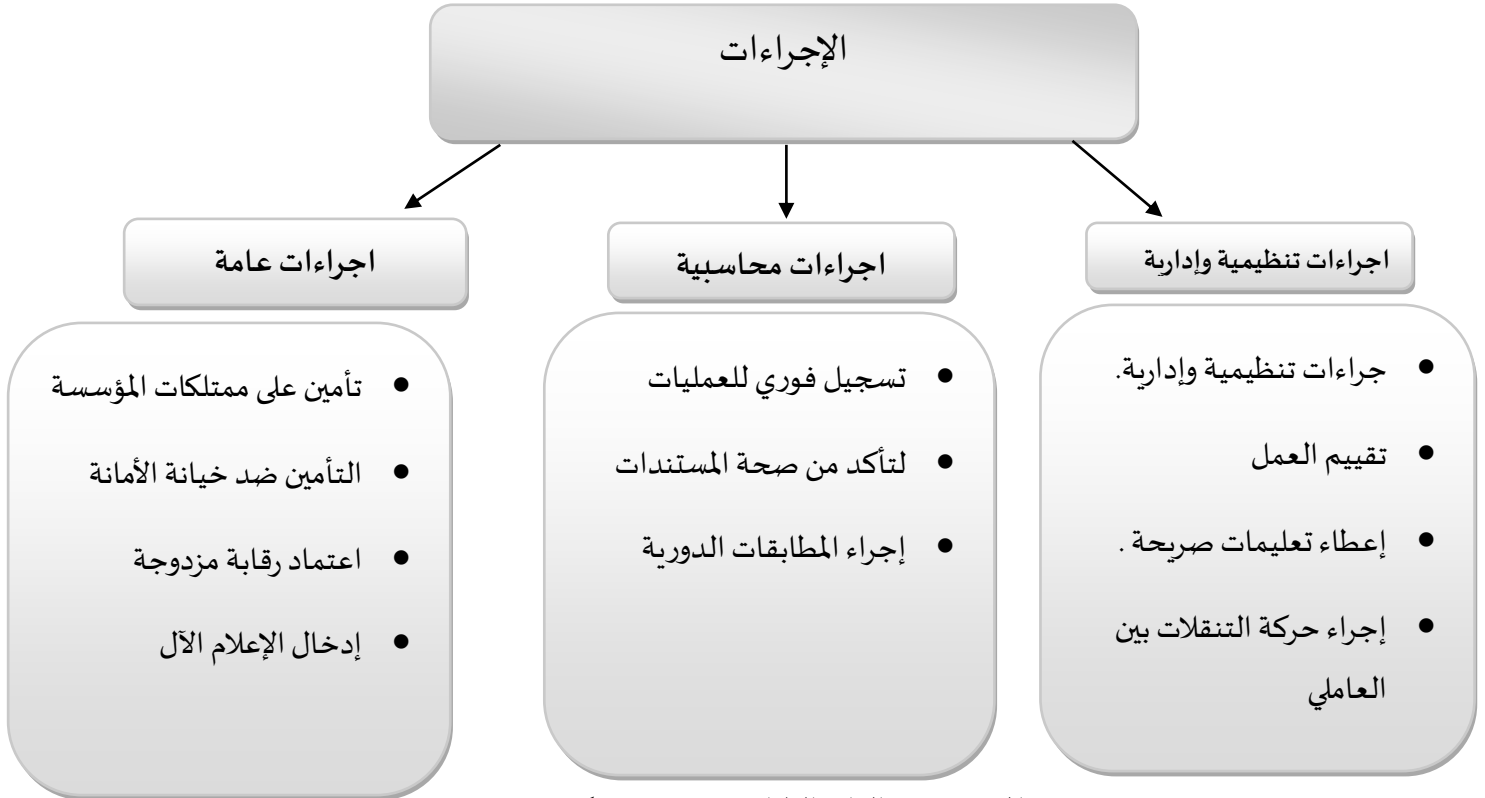 الإجراءات
اجراءات تنظيمية وإدارية
اجراءات محاسبية
اجراءات عامة
● جراءات تنظيمية وإدارية.
● تقييم العمل
● إعطاء تعليمات صريحة .
● إجراء حركة التنقلات بين
العاملي
● تسجيل فوري للعمليات
● لتأكد من صحة المستندات
● إجراء المطابقات الدورية
● تأمين على ممتلكات المؤسسة
● التأمين ضد خيانة الأمانة
● اعتماد رقابة مزدوجة
● إدخال الإعلام الآل